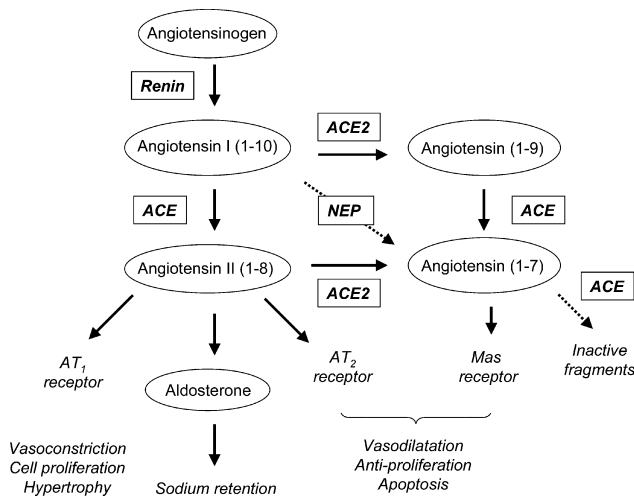 Angiotensinogen
Renin
ACE2
Angiotensin I (1-10)
Angiotensin (1-9)
ACE
NEP
ACE
Angiotensin II (1-8)
Angiotensin (1-7)
ACE2
ACE
AT1
receptor
Aldosterone
AT2
receptor
Mas
receptor
Inactive
fragments
Vasoconstriction
Cell proliferation
Hypertrophy
Sodium retention
Vasodilatation
Anti-proliferation
Apoptosis